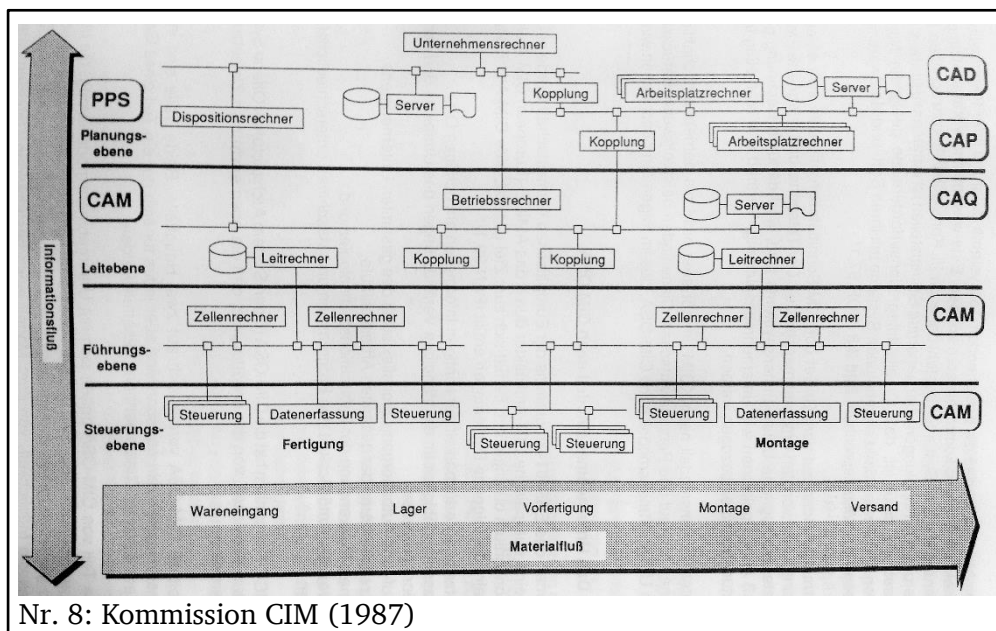 Unternehmensrechner
CAD
PPS
Server
Kopplung
Arbeitsplatzrechner
Server
Dispositionsrechner
Planungs-
ebene
Kopplung
Arbeitsplatzrechner
CAP
CAM
Betriebssrechner
Server
CAQ
Leitrechner
Kopplung
Kopplung
Leitrechner
Leitebene
Informationsfluß
Zellenrechner
Zellenrechner
Zellenrechner
Zellenrechner
CAM
Führungs-
ebene
Steuerung
Datenerfassung
Steuerung
Steuerung
Datenerfassung
Steuerung
CAM
Steuerungs-
ebene
Fertigung
Steuerung
Steuerung
Montage
Wareneingang
Lager
Vorfertigung
Montage
Versand
Materialfluß
Nr. 8: Kommission CIM (1987)